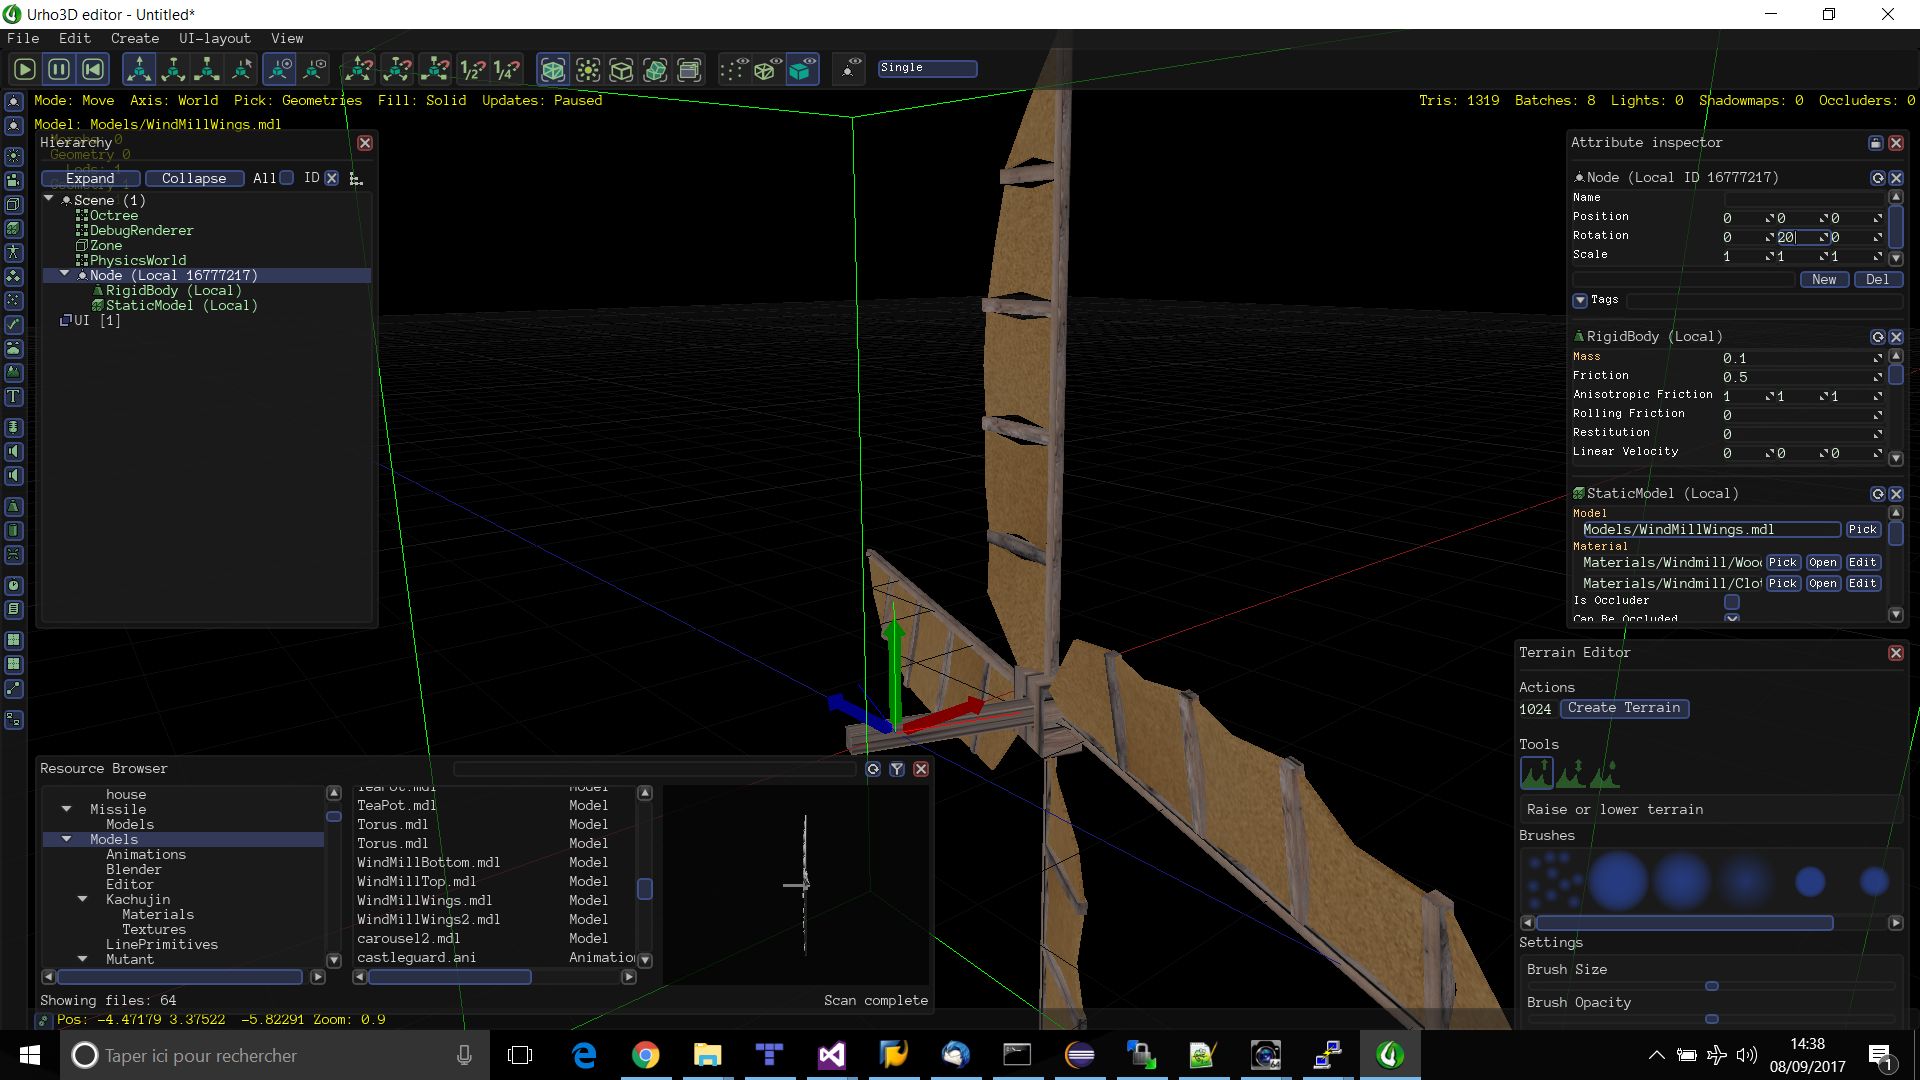 Urho3D editor - Untitled*
File Edit Create UI-layout View
1/2? 1/4? Single
Mode: Move Axis: World Pick: Geometries Fill: Solid Updates: Paused
Tris: 1319 Batches: 8 Lights: 0 Shadowmaps: 0 Occluders: 0
Model: Models/WindMillWings.mdl
Hierarchy
Geometry 0
Expand Collapse All ID
Scene (1)
Octree
DebugRenderer
Zone
PhysicsWorld
Node (Local 16777217)
RigidBody (Local)
StaticModel (Local)
UI [1]
Attribute inspector
Node (Local ID 16777217)
Name
Position 0 0 0
Rotation 0 20 0
Scale 1 1 1
New Del
Tags
RigidBody (Local)
Mass 0.1
Friction 0.5
Anisotropic Friction 1 1 1
Rolling Friction 0
Restitution 0
Linear Velocity 0 0 0
StaticModel (Local)
Model
Models/WindMillWings.mdl Pick
Material
Materials/Windmill/Woo Pick Open Edit
Materials/Windmill/Clo Pick Open Edit
Is Occluder
Can Be Occluded
Terrain Editor
Actions
1024 Create Terrain
Tools
Raise or lower terrain
Brushes
Settings
Brush Size
Brush Opacity
Resource Browser
house
Missile
Models
Models
Animations
Blender
Editor
Kachujin
Materials
Textures
LinePrimitives
Mutant
TeaPot.mdl Model
TeaPot.mdl Model
Torus.mdl Model
Torus.mdl Model
WindMillBottom.mdl Model
WindMillTop.mdl Model
WindMillWings.mdl Model
WindMillWings2.mdl Model
carousel2.mdl Model
castleguard.ani Animatio
Showing files: 64
Scan complete
Pos: -4.47179 3.37522 -5.82291 Zoom: 0.9
Taper ici pour rechercher
14:38
08/09/2017
1